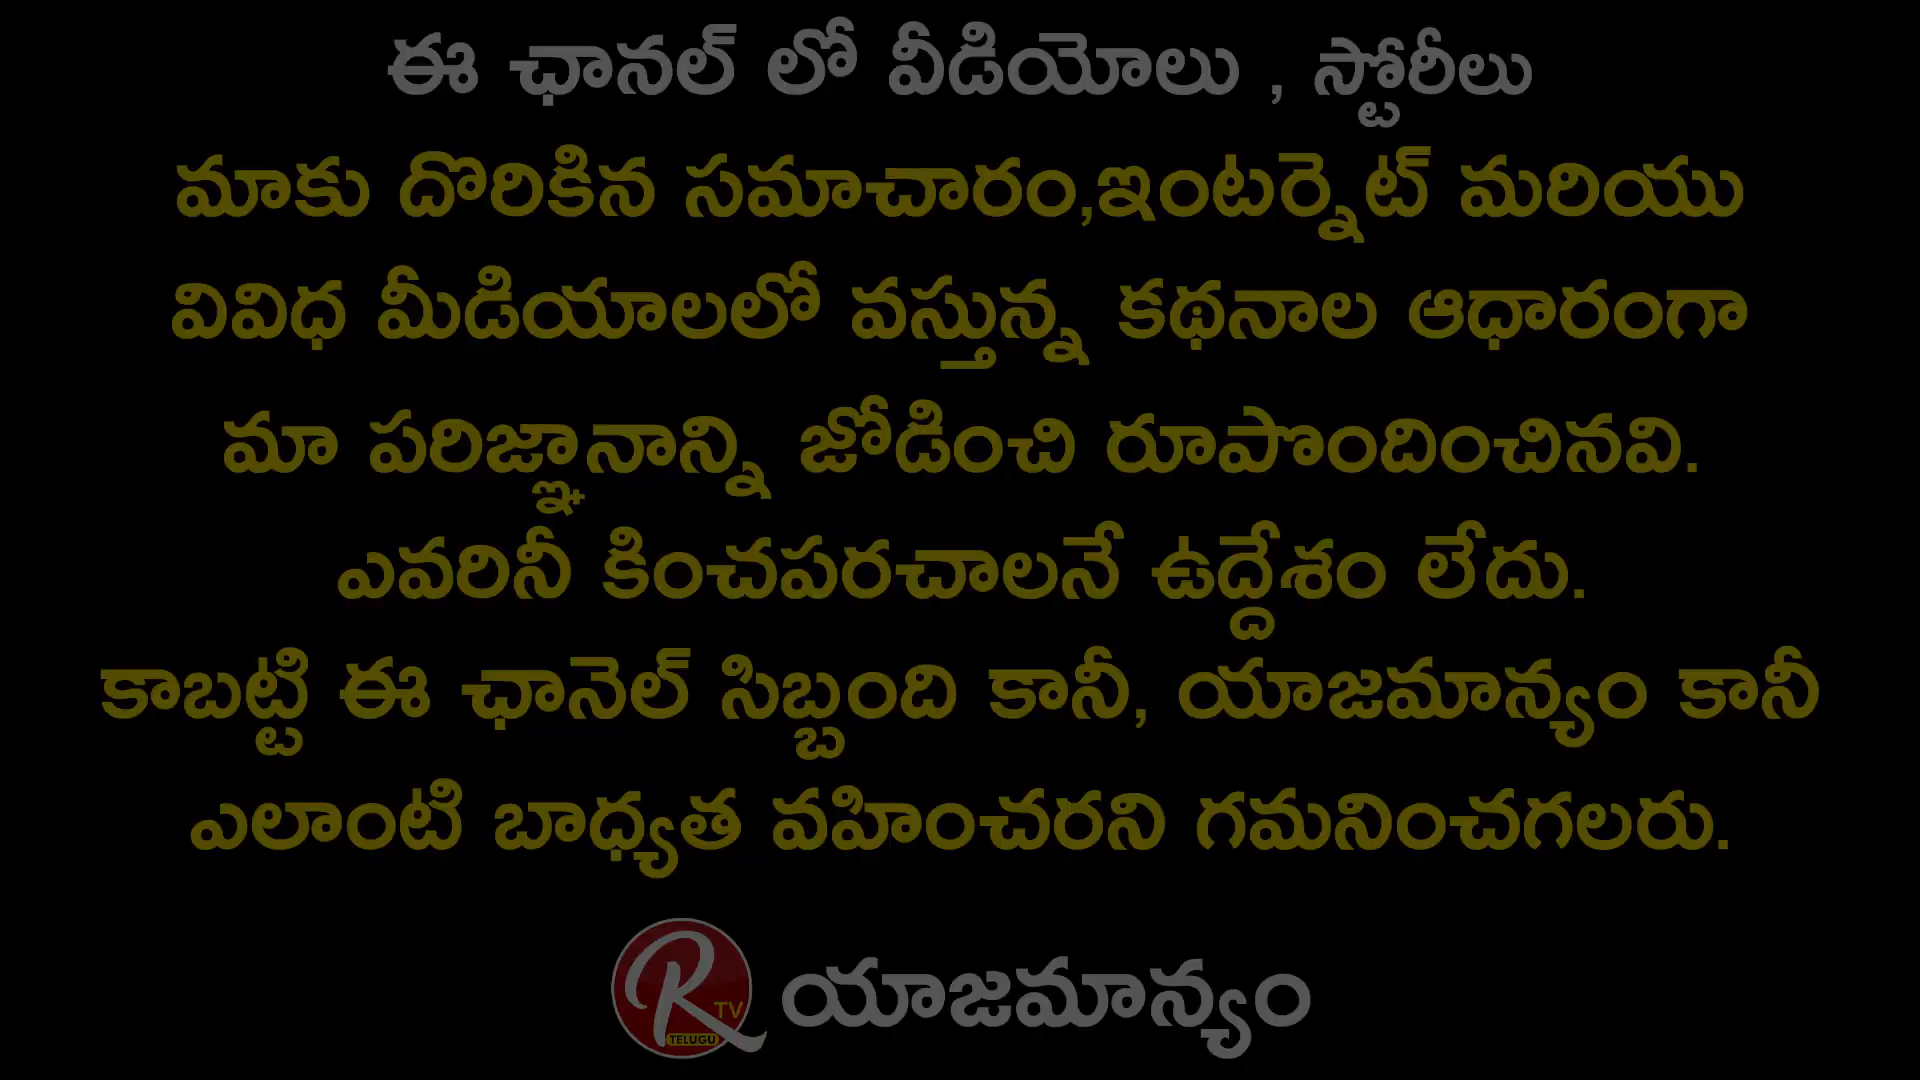 ఈ ఛానల్ లో వీడియోలు , స్టోరీలు
మాకు దొరికిన సమాచారం,ఇంటర్నెట్ మరియు
వివిధ మీడియాలలో వస్తున్న కథనాల ఆధారంగా
మా పరిజ్ఞానాన్ని జోడించి రూపొందించినవి.
ఎవరినీ కించపరచాలనే ఉద్దేశం లేదు.
కాబట్టి ఈ ఛానెల్ సిబ్బంది కానీ, యాజమాన్యం కానీ
ఎలాంటి బాధ్యత వహించరని గమనించగలరు.
R TV TELUGU యాజమాన్యం